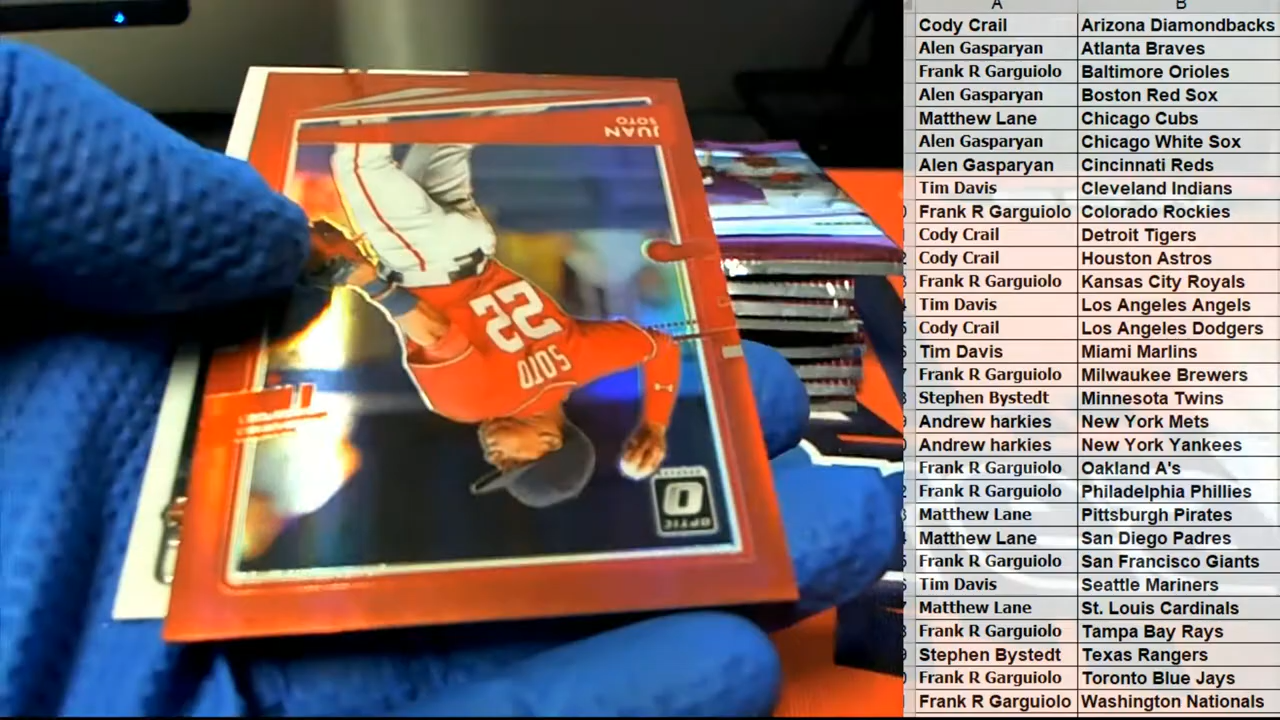 JUAN
SOTO
22
SOTO
O
OPTIC
A B
Cody Crail Arizona Diamondbacks
Alen Gasparyan Atlanta Braves
Frank R Garguiolo Baltimore Orioles
Alen Gasparyan Boston Red Sox
Matthew Lane Chicago Cubs
Alen Gasparyan Chicago White Sox
Alen Gasparyan Cincinnati Reds
Tim Davis Cleveland Indians
Frank R Garguiolo Colorado Rockies
Cody Crail Detroit Tigers
Cody Crail Houston Astros
Frank R Garguiolo Kansas City Royals
Tim Davis Los Angeles Angels
Cody Crail Los Angeles Dodgers
Tim Davis Miami Marlins
Frank R Garguiolo Milwaukee Brewers
Stephen Bystedt Minnesota Twins
Andrew harkies New York Mets
Andrew harkies New York Yankees
Frank R Garguiolo Oakland A's
Frank R Garguiolo Philadelphia Phillies
Matthew Lane Pittsburgh Pirates
Matthew Lane San Diego Padres
Frank R Garguiolo San Francisco Giants
Tim Davis Seattle Mariners
Matthew Lane St. Louis Cardinals
Frank R Garguiolo Tampa Bay Rays
Stephen Bystedt Texas Rangers
Frank R Garguiolo Toronto Blue Jays
Frank R Garguiolo Washington Nationals